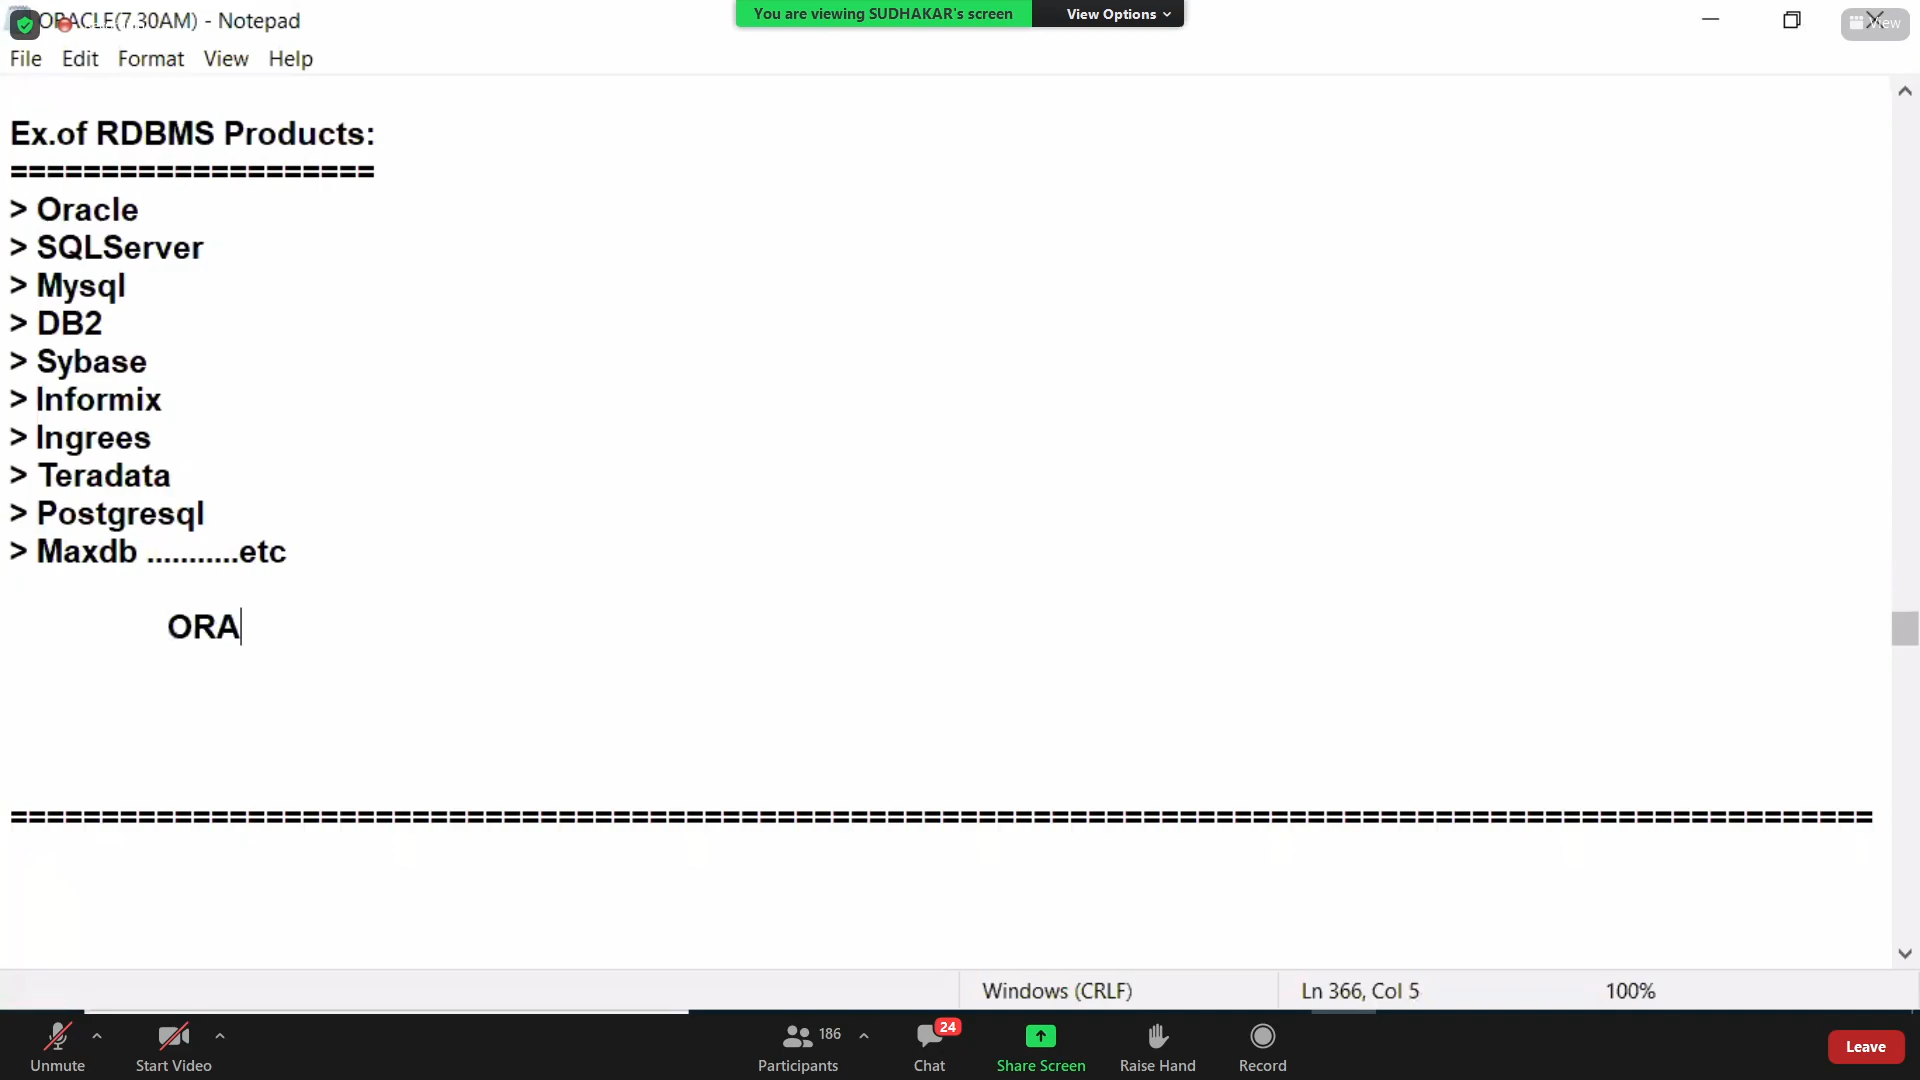 ORACLE(7.30AM) - Notepad
You are viewing SUDHAKAR's screen
View Options
View
File Edit Format View Help
Ex.of RDBMS Products:
====================
> Oracle
> SQLServer
> Mysql
> DB2
> Sybase
> Informix
> Ingrees
> Teradata
> Postgresql
> Maxdb ...........etc
ORA
======================================================================================================
Windows (CRLF)
Ln 366, Col 5
100%
Unmute
Start Video
186
Participants
24
Chat
Share Screen
Raise Hand
Record
Leave